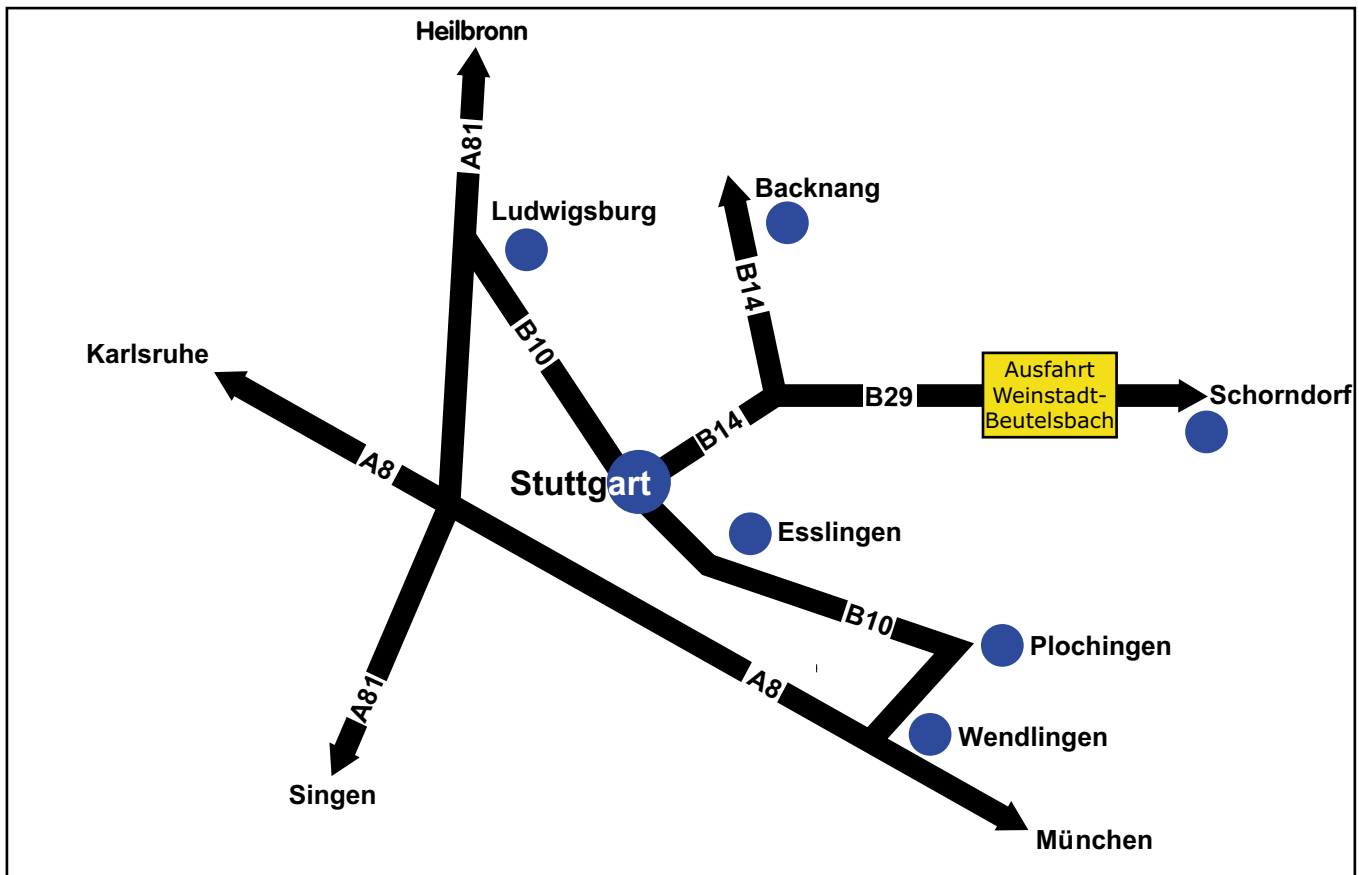 Heilbronn
A81
Backnang
Ludwigsburg
B14
B10
Karlsruhe
Ausfahrt
Weinstadt-
Beutelsbach
B29
Schorndorf
B14
A8
Stuttgart
Esslingen
B10
Plochingen
A8
A81
Wendlingen
Singen
München